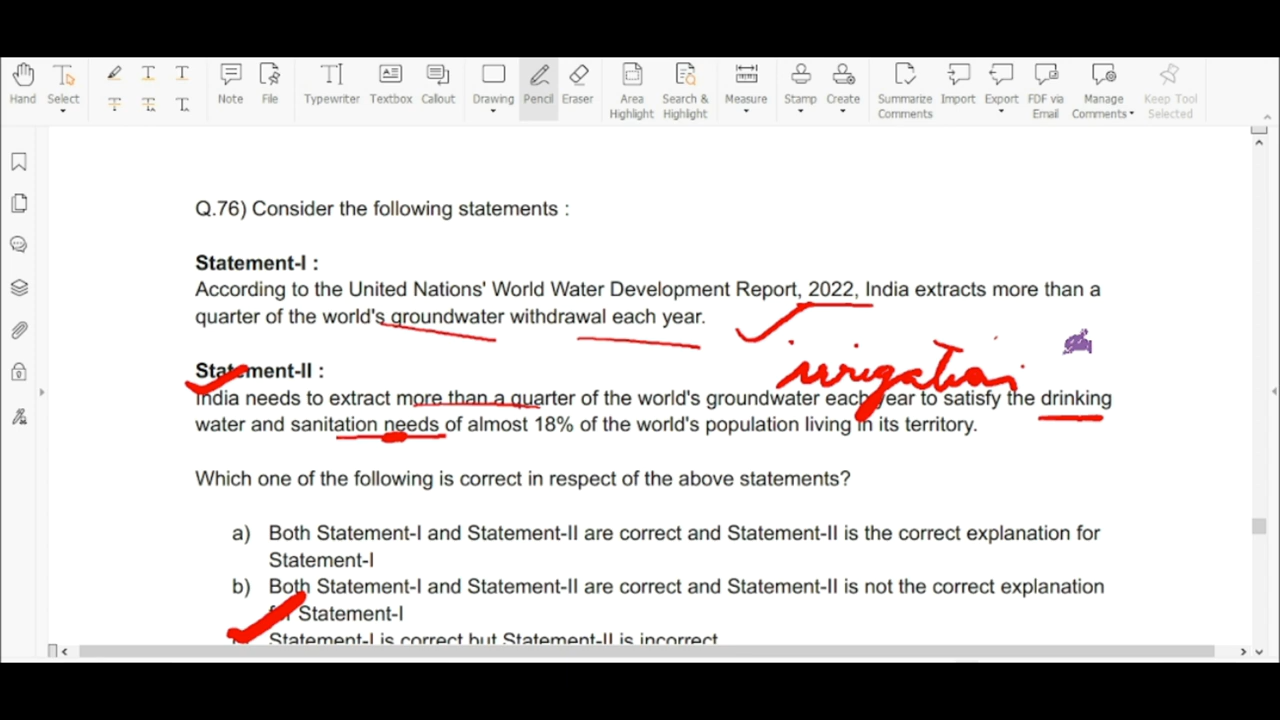 Hand
Select
Note
File
Typewriter
Textbox
Callout
Drawing
Pencil
Eraser
Area Highlight
Search & Highlight
Measure
Stamp
Create
Summarize Comments
Import
Export
FDF via Email
Manage Comments
Keep Tool Selected
Q.76) Consider the following statements :
Statement-I :
According to the United Nations' World Water Development Report, 2022, India extracts more than a
quarter of the world's groundwater withdrawal each year.
irrigation
Statement-II :
India needs to extract more than a quarter of the world's groundwater each year to satisfy the drinking
water and sanitation needs of almost 18% of the world's population living in its territory.
Which one of the following is correct in respect of the above statements?
a) Both Statement-I and Statement-II are correct and Statement-II is the correct explanation for
Statement-I
b) Both Statement-I and Statement-II are correct and Statement-II is not the correct explanation
for Statement-I
Statement-I is correct but Statement-II is incorrect